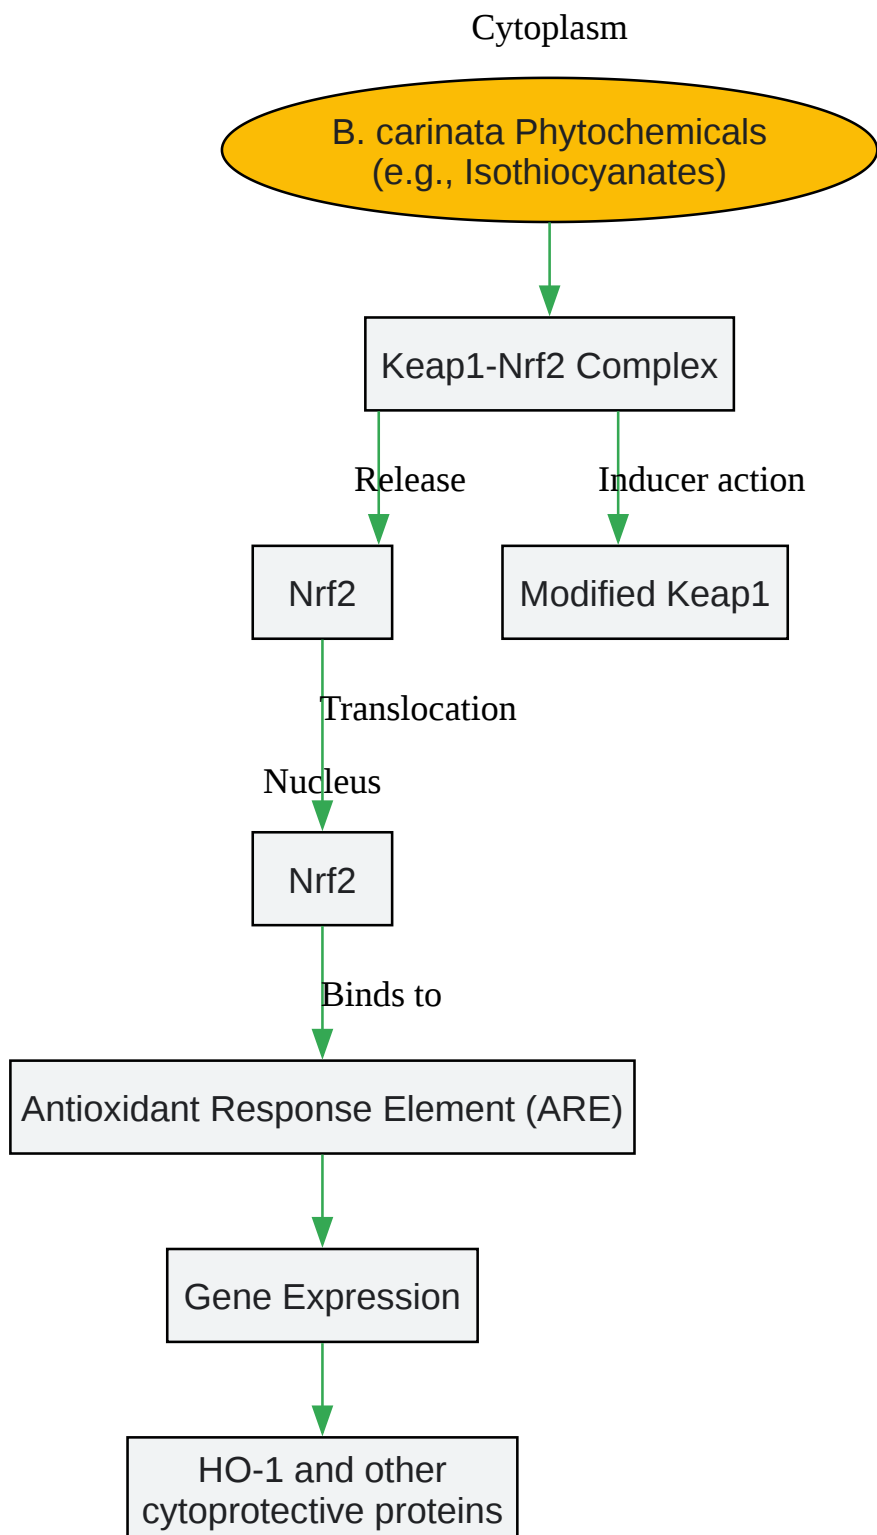 Cytoplasm
B. carinata Phytochemicals
(e.g., Isothiocyanates)
Keap1-Nrf2 Complex
Release
Inducer action
Nrf2
Modified Keap1
Translocation
Nucleus
Nrf2
Binds to
Antioxidant Response Element (ARE)
Gene Expression
HO-1 and other
cytoprotective proteins